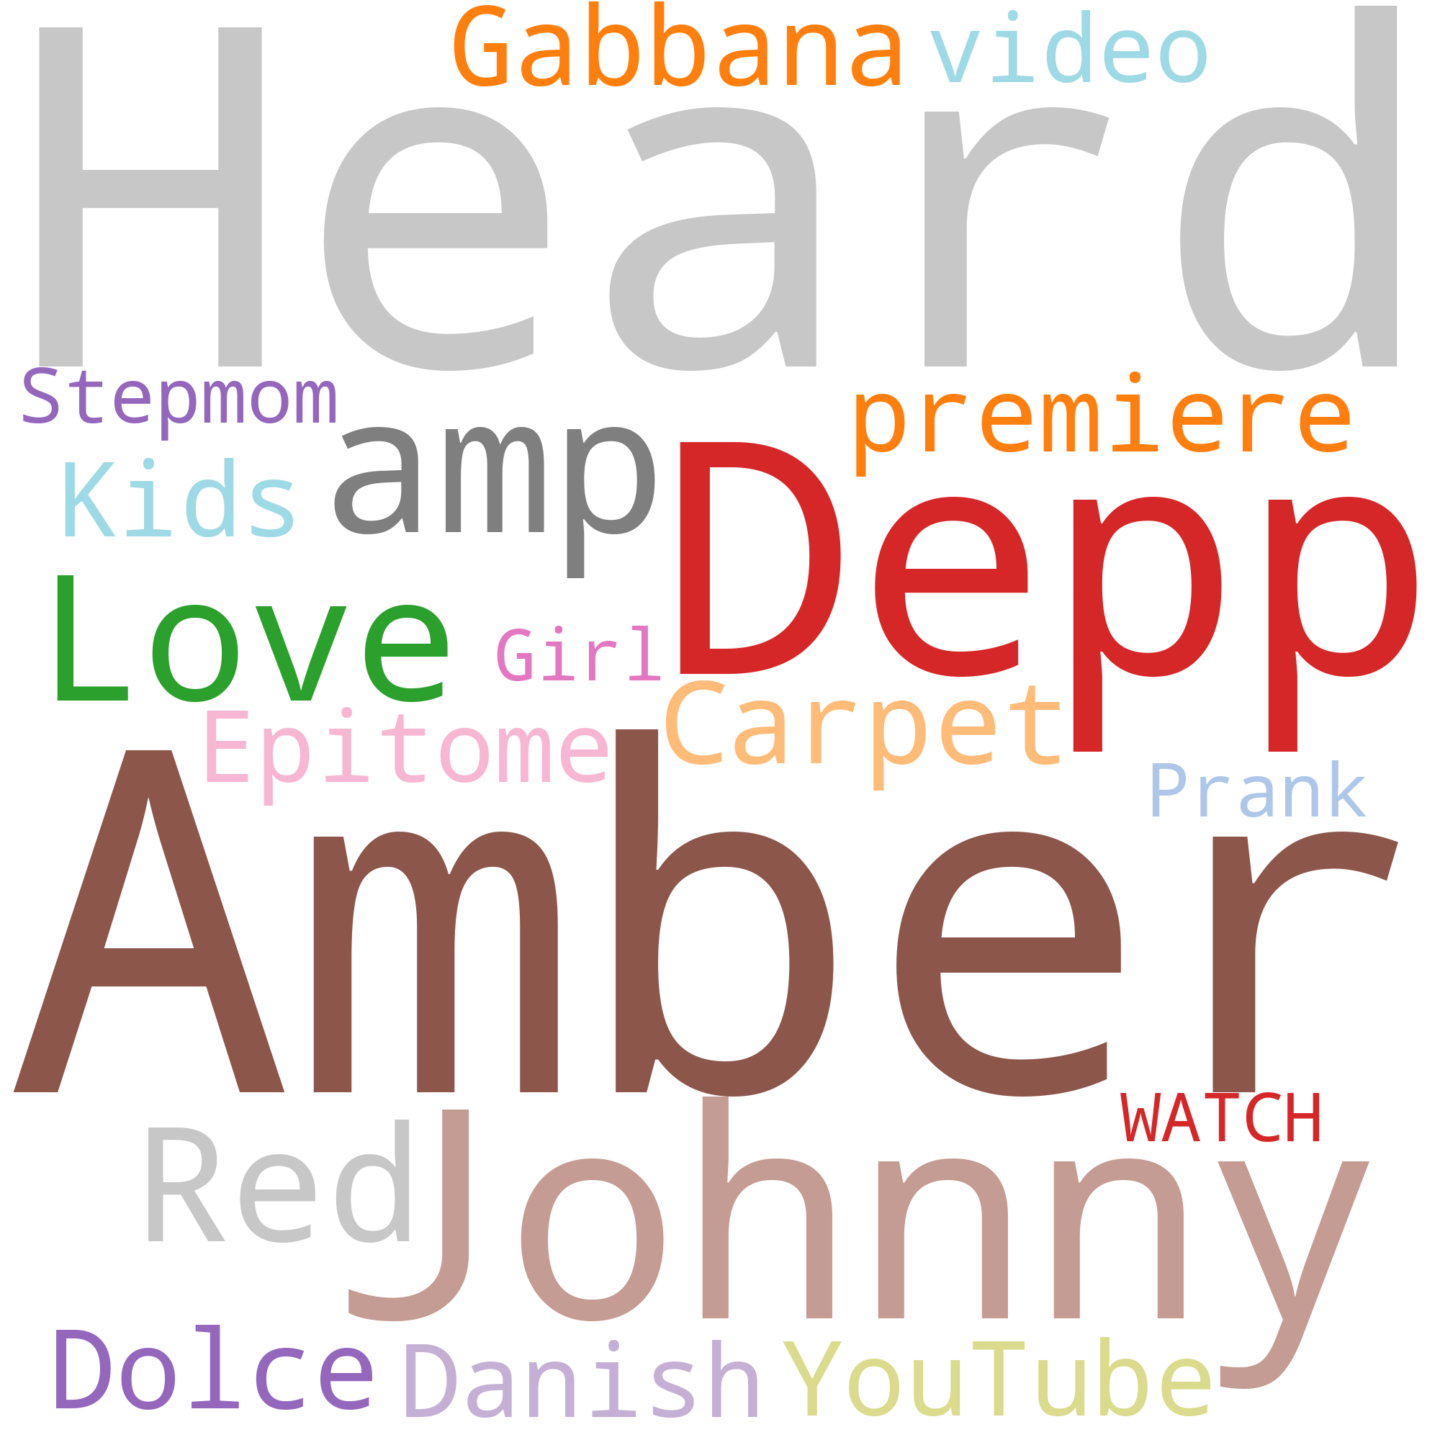 Gabbana video
Heard
Stepmom
premiere
amp
Kids
Depp
Love
Girl
Carpet
Epitome
Prank
Amber
WATCH
Red
Johnny
Dolce Danish YouTube